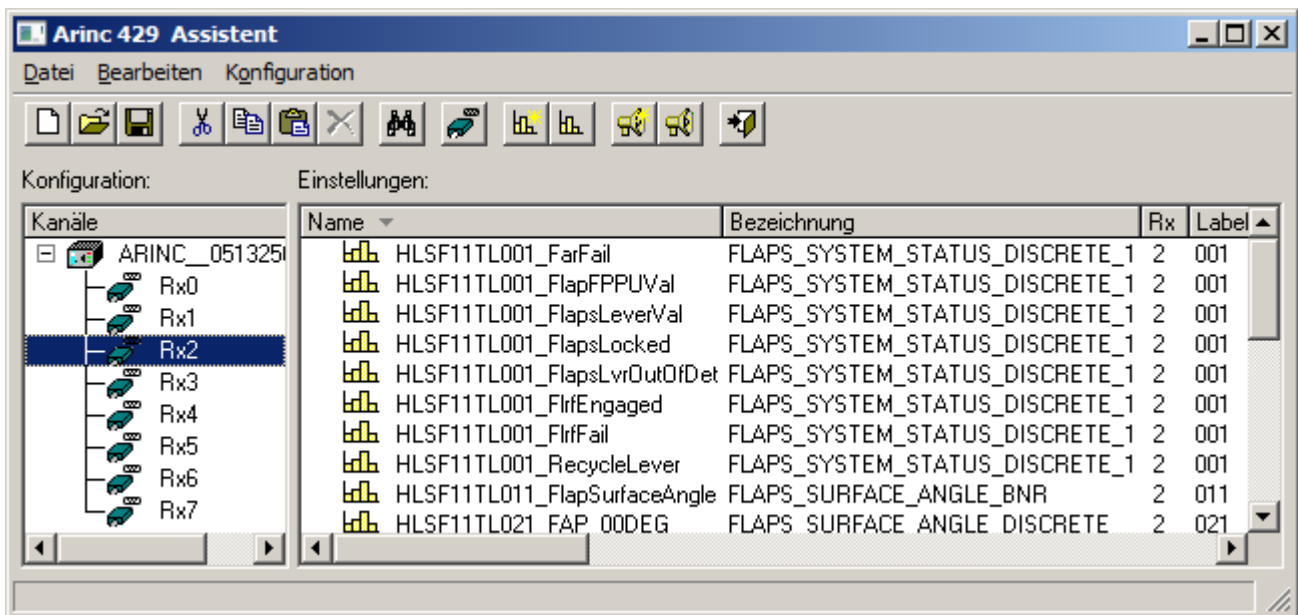 Arinc 429 Assistent
Datei Bearbeiten Konfiguration
Konfiguration: Einstellungen:
Kanäle Name Bezeichnung Rx Label
ARINC__051325
HLSF11TL001_FarFail FLAPS_SYSTEM_STATUS_DISCRETE_1 2 001
Rx0 HLSF11TL001_FlapFPPUVal FLAPS_SYSTEM_STATUS_DISCRETE_1 2 001
Rx1 HLSF11TL001_FlapsLeverVal FLAPS_SYSTEM_STATUS_DISCRETE_1 2 001
Rx2 HLSF11TL001_FlapsLocked FLAPS_SYSTEM_STATUS_DISCRETE_1 2 001
Rx3 HLSF11TL001_FlapsLvrOutOfDet FLAPS_SYSTEM_STATUS_DISCRETE_1 2 001
Rx4 HLSF11TL001_FlrfEngaged FLAPS_SYSTEM_STATUS_DISCRETE_1 2 001
Rx5 HLSF11TL001_FlrfFail FLAPS_SYSTEM_STATUS_DISCRETE_1 2 001
Rx6 HLSF11TL001_RecycleLever FLAPS_SYSTEM_STATUS_DISCRETE_1 2 001
Rx7 HLSF11TL011_FlapSurfaceAngle FLAPS_SURFACE_ANGLE_BNR 2 011
HLSF11TL021_FAP_00DEG FLAPS_SURFACE_ANGLE_DISCRETE 2 021